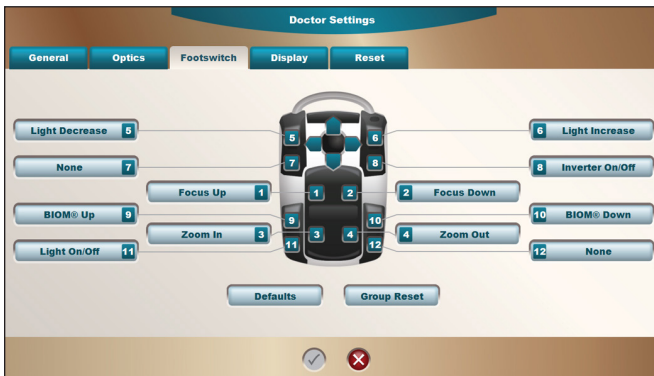 Doctor Settings
General Optics Footswitch Display Reset
Light Decrease 5 5 6 6 Light Increase
None 7 7 8 8 Inverter On/Off
Focus Up 1 1 2 2 Focus Down
BIOM® Up 9 9 10 10 BIOM® Down
Zoom In 3 3 4 4 Zoom Out
Light On/Off 11 11 12 12 None
Defaults Group Reset